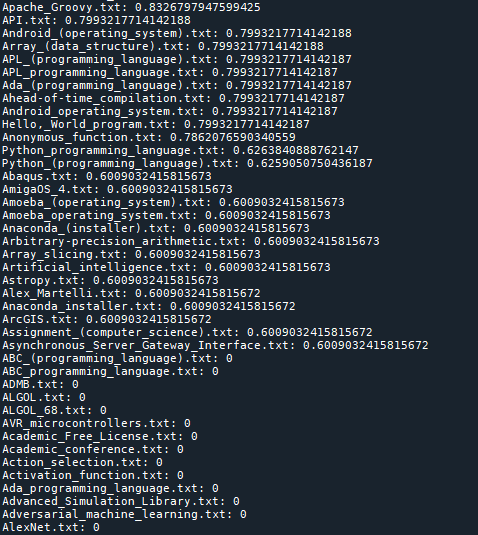 Apache_Groovy.txt: 0.8326797947599425
API.txt: 0.7993217714142188
Android_(operating_system).txt: 0.7993217714142188
Array_(data_structure).txt: 0.7993217714142188
APL_(programming_language).txt: 0.7993217714142187
APL_programming_language.txt: 0.7993217714142187
Ada_(programming_language).txt: 0.7993217714142187
Ahead-of-time_compilation.txt: 0.7993217714142187
Android_operating_system.txt: 0.7993217714142187
Hello,_World_program.txt: 0.7993217714142187
Anonymous_function.txt: 0.7862076590340559
Python_programming_language.txt: 0.6263840888762147
Python_(programming_language).txt: 0.6259050750436187
Abaqus.txt: 0.6009032415815673
AmigaOS_4.txt: 0.6009032415815673
Amoeba_(operating_system).txt: 0.6009032415815673
Amoeba_operating_system.txt: 0.6009032415815673
Anaconda_(installer).txt: 0.6009032415815673
Arbitrary-precision_arithmetic.txt: 0.6009032415815673
Array_slicing.txt: 0.6009032415815673
Artificial_intelligence.txt: 0.6009032415815673
Astropy.txt: 0.6009032415815673
Alex_Martelli.txt: 0.6009032415815672
Anaconda_installer.txt: 0.6009032415815672
ArcGIS.txt: 0.6009032415815672
Assignment_(computer_science).txt: 0.6009032415815672
Asynchronous_Server_Gateway_Interface.txt: 0.6009032415815672
ABC_(programming_language).txt: 0
ABC_programming_language.txt: 0
ADMB.txt: 0
ALGOL.txt: 0
ALGOL_68.txt: 0
AVR_microcontrollers.txt: 0
Academic_Free_License.txt: 0
Academic_conference.txt: 0
Action_selection.txt: 0
Activation_function.txt: 0
Ada_programming_language.txt: 0
Advanced_Simulation_Library.txt: 0
Adversarial_machine_learning.txt: 0
AlexNet.txt: 0